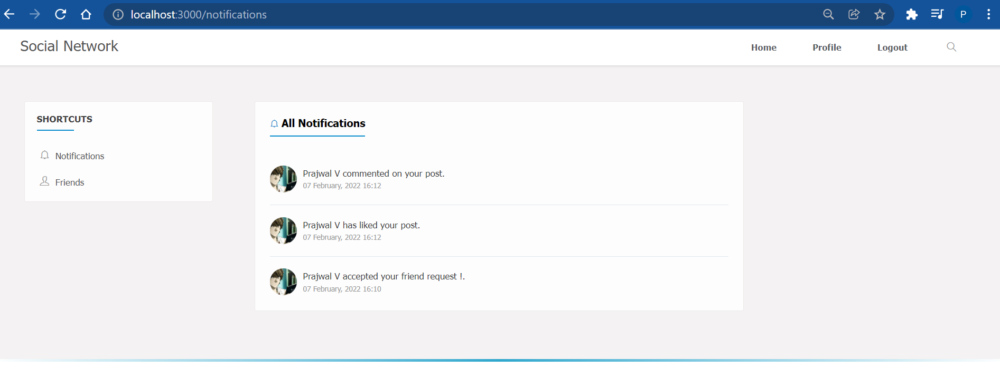 localhost:3000/notifications
P
Social Network
Home Profile Logout
SHORTCUTS
Notifications
Friends
All Notifications
Prajwal V commented on your post.
07 February, 2022 16:12
Prajwal V has liked your post.
07 February, 2022 16:12
Prajwal V accepted your friend request !.
07 February, 2022 16:10